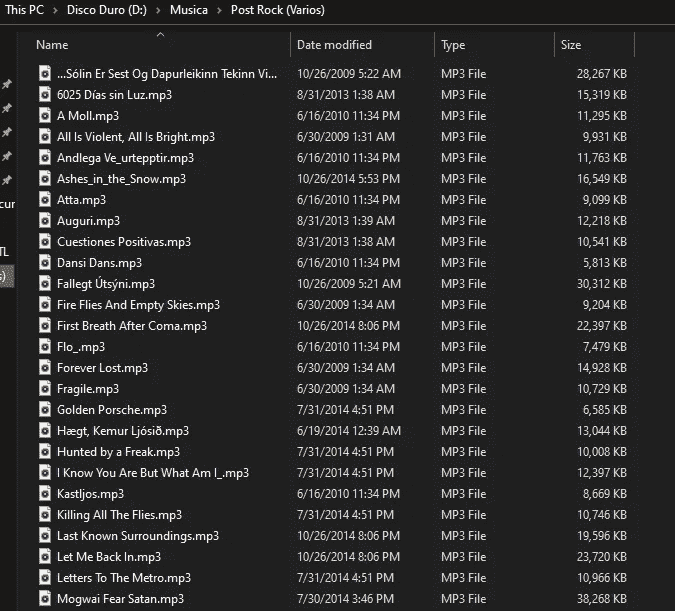 This PC > Disco Duro (D:) > Musica > Post Rock (Varios)
Name Date modified Type Size
...Sólin Er Sest Og Dapurleikinn Tekinn Vi... 10/26/2009 5:22 AM MP3 File 28,267 KB
6025 Días sin Luz.mp3 8/31/2013 1:38 AM MP3 File 15,319 KB
A Moll.mp3 6/16/2010 11:34 PM MP3 File 11,295 KB
All Is Violent, All Is Bright.mp3 6/30/2009 1:31 AM MP3 File 9,931 KB
Andlega Ve_urtepptir.mp3 6/16/2010 11:34 PM MP3 File 11,763 KB
Ashes_in_the_Snow.mp3 10/26/2014 5:53 PM MP3 File 16,549 KB
Atta.mp3 6/16/2010 11:34 PM MP3 File 9,099 KB
cur
Auguri.mp3 8/31/2013 1:39 AM MP3 File 12,218 KB
Cuestiones Positivas.mp3 8/31/2013 1:38 AM MP3 File 10,541 KB
TL
Dansi Dans.mp3 6/16/2010 11:34 PM MP3 File 5,813 KB
s)
Fallegt Útsýni.mp3 10/26/2009 5:21 AM MP3 File 30,312 KB
Fire Flies And Empty Skies.mp3 6/30/2009 1:34 AM MP3 File 9,204 KB
First Breath After Coma.mp3 10/26/2014 8:06 PM MP3 File 22,397 KB
Flo_.mp3 6/16/2010 11:34 PM MP3 File 7,479 KB
Forever Lost.mp3 6/30/2009 1:34 AM MP3 File 14,928 KB
Fragile.mp3 6/30/2009 1:34 AM MP3 File 10,729 KB
Golden Porsche.mp3 7/31/2014 4:51 PM MP3 File 6,585 KB
Hægt, Kemur Ljósið.mp3 6/19/2014 12:39 AM MP3 File 13,044 KB
Hunted by a Freak.mp3 7/31/2014 4:51 PM MP3 File 10,008 KB
I Know You Are But What Am I_.mp3 7/31/2014 4:51 PM MP3 File 12,397 KB
Kastljos.mp3 6/16/2010 11:34 PM MP3 File 8,669 KB
Killing All The Flies.mp3 7/31/2014 4:51 PM MP3 File 10,746 KB
Last Known Surroundings.mp3 10/26/2014 8:06 PM MP3 File 19,596 KB
Let Me Back In.mp3 10/26/2014 8:06 PM MP3 File 23,720 KB
Letters To The Metro.mp3 7/31/2014 4:51 PM MP3 File 10,966 KB
Mogwai Fear Satan.mp3 7/30/2014 3:46 PM MP3 File 38,268 KB